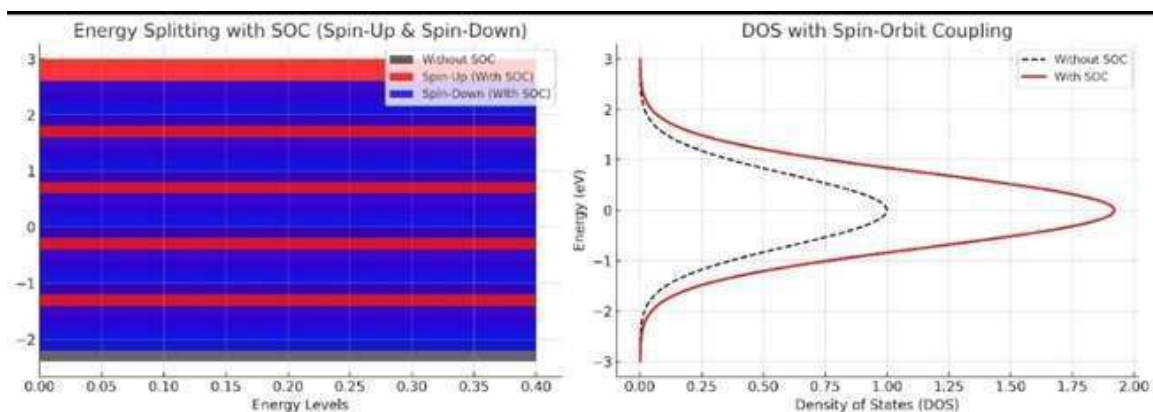 Energy Splitting with SOC (Spin-Up & Spin-Down)
3
2
1
0
−1
−2
0.00 0.05 0.10 0.15 0.20 0.25 0.30 0.35 0.40
Energy Levels
Without SOC
Spin-Up (With SOC)
Spin-Down (With SOC)
DOS with Spin-Orbit Coupling
Energy (eV)
3
2
1
0
−1
−2
−3
0.00 0.25 0.50 0.75 1.00 1.25 1.50 1.75 2.00
Density of States (DOS)
Without SOC
With SOC